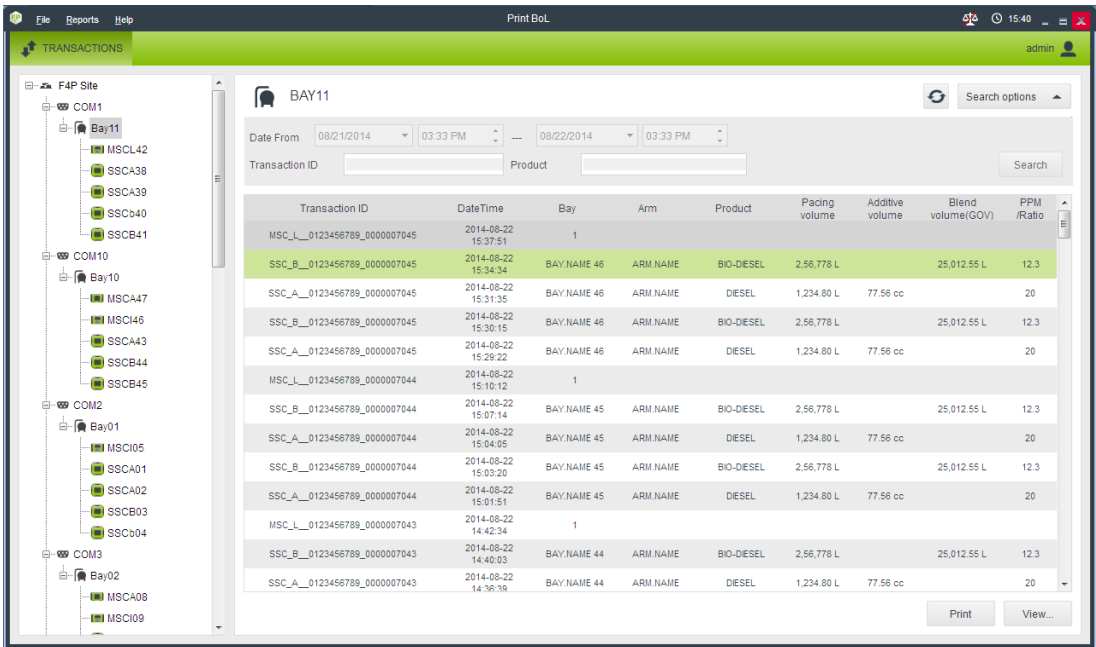 FP File Reports Help Print BoL 15:40
TRANSACTIONS admin
F4P Site
COM1
Bay11
MSCL42
SSCA38
SSCA39
SSCb40
SSCB41
COM10
Bay10
MSCA47
MSCI46
SSCA43
SSCB44
SSCB45
COM2
Bay01
MSCI05
SSCA01
SSCA02
SSCB03
SSCb04
COM3
Bay02
MSCA08
MSCI09
BAY11 Search options
Date From 08/21/2014 03:33 PM --- 08/22/2014 03:33 PM
Transaction ID Product Search
Transaction ID DateTime Bay Arm Product Pacing volume Additive volume Blend volume(GOV) PPM /Ratio
MSC_L__0123456789_0000007045 2014-08-22 15:37:51 1
SSC_B__0123456789_0000007045 2014-08-22 15:34:34 BAY.NAME 46 ARM.NAME BIO-DIESEL 2,56,778 L 25,012.55 L 12.3
SSC_A__0123456789_0000007045 2014-08-22 15:31:35 BAY.NAME 46 ARM.NAME DIESEL 1,234.80 L 77.56 cc 20
SSC_B__0123456789_0000007045 2014-08-22 15:30:15 BAY.NAME 46 ARM.NAME BIO-DIESEL 2,56,778 L 25,012.55 L 12.3
SSC_A__0123456789_0000007045 2014-08-22 15:29:22 BAY.NAME 46 ARM.NAME DIESEL 1,234.80 L 77.56 cc 20
MSC_L__0123456789_0000007044 2014-08-22 15:10:12 1
SSC_B__0123456789_0000007044 2014-08-22 15:07:14 BAY.NAME 45 ARM.NAME BIO-DIESEL 2,56,778 L 25,012.55 L 12.3
SSC_A__0123456789_0000007044 2014-08-22 15:04:05 BAY.NAME 45 ARM.NAME DIESEL 1,234.80 L 77.56 cc 20
SSC_B__0123456789_0000007044 2014-08-22 15:03:20 BAY.NAME 45 ARM.NAME BIO-DIESEL 2,56,778 L 25,012.55 L 12.3
SSC_A__0123456789_0000007044 2014-08-22 15:01:51 BAY.NAME 45 ARM.NAME DIESEL 1,234.80 L 77.56 cc 20
MSC_L__0123456789_0000007043 2014-08-22 14:42:34 1
SSC_B__0123456789_0000007043 2014-08-22 14:40:03 BAY.NAME 44 ARM.NAME BIO-DIESEL 2,56,778 L 25,012.55 L 12.3
SSC_A__0123456789_0000007043 2014-08-22 14:36:39 BAY.NAME 44 ARM.NAME DIESEL 1,234.80 L 77.56 cc 20
Print View...